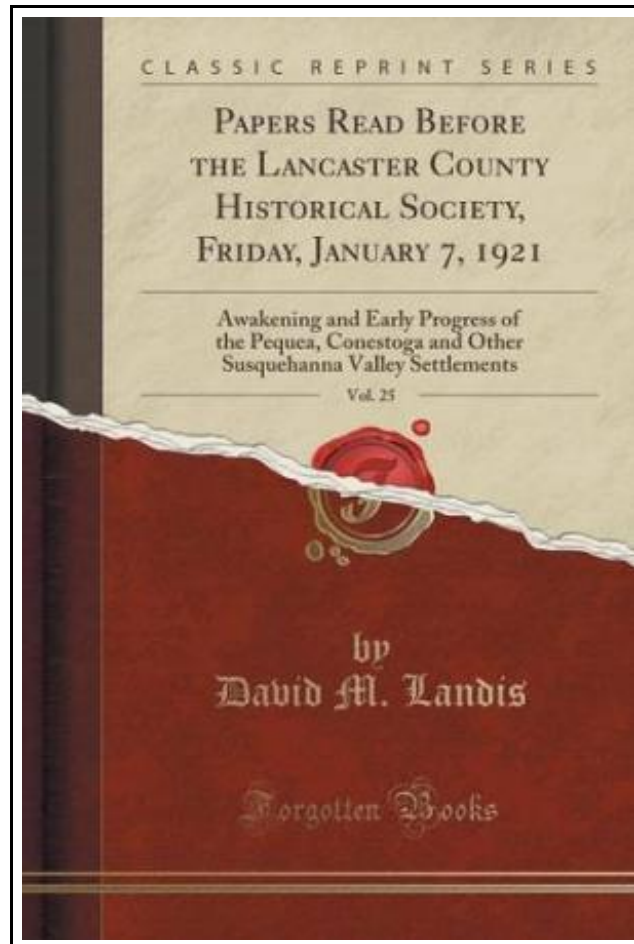 CLASSIC REPRINT SERIES
PAPERS READ BEFORE
THE LANCASTER COUNTY
HISTORICAL SOCIETY,
FRIDAY, JANUARY 7, 1921
Awakening and Early Progress of
the Pequea, Conestoga and Other
Susquehanna Valley Settlements
Vol. 25
F
by
David M. Landis
Forgotten Books